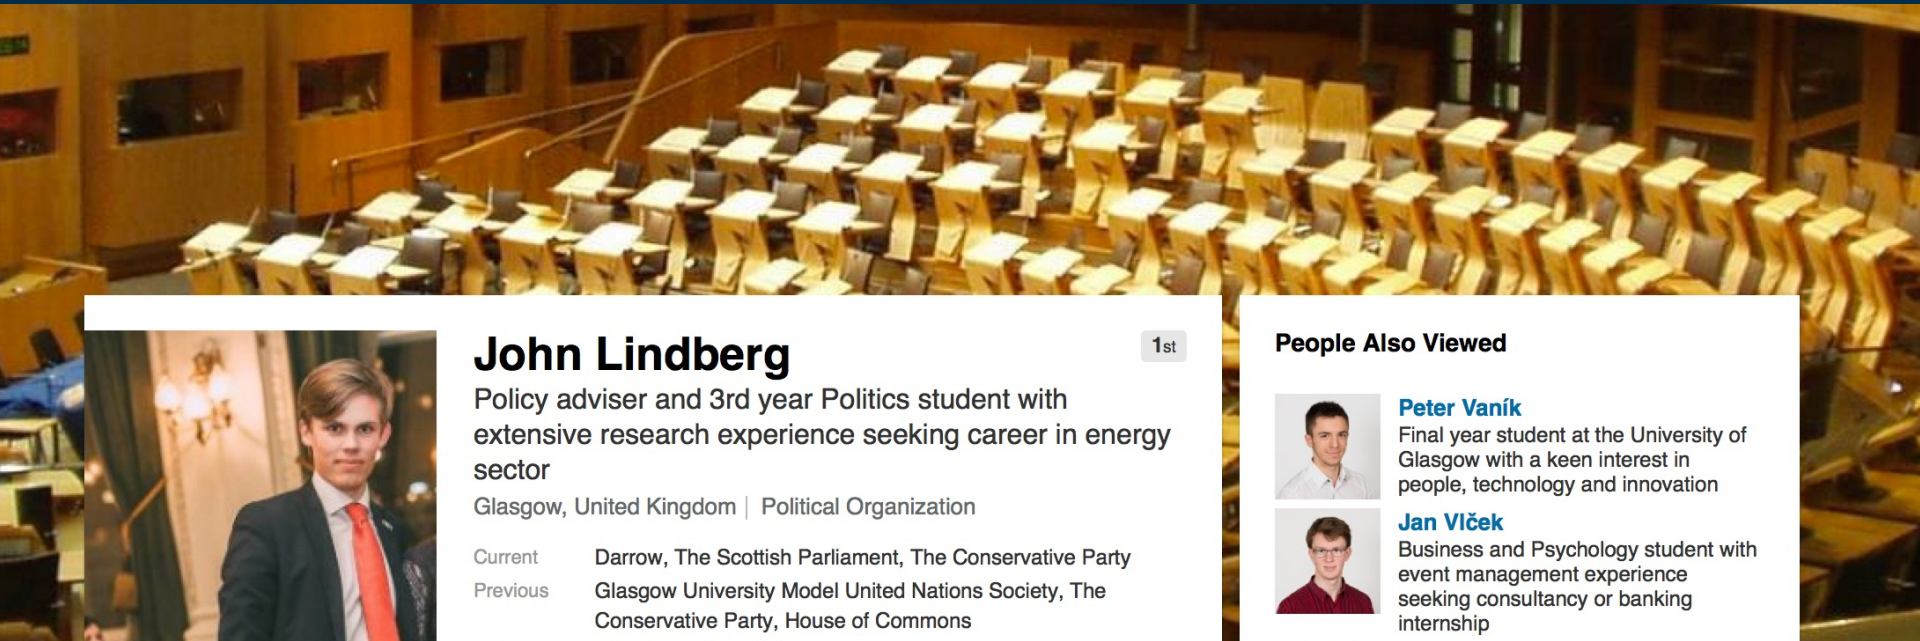 John Lindberg
1st
Policy adviser and 3rd year Politics student with
extensive research experience seeking career in energy
sector
Glasgow, United Kingdom | Political Organization
Current Darrow, The Scottish Parliament, The Conservative Party
Previous Glasgow University Model United Nations Society, The
Conservative Party, House of Commons
People Also Viewed
Peter Vaník
Final year student at the University of
Glasgow with a keen interest in
people, technology and innovation
Jan Vlček
Business and Psychology student with
event management experience
seeking consultancy or banking
internship